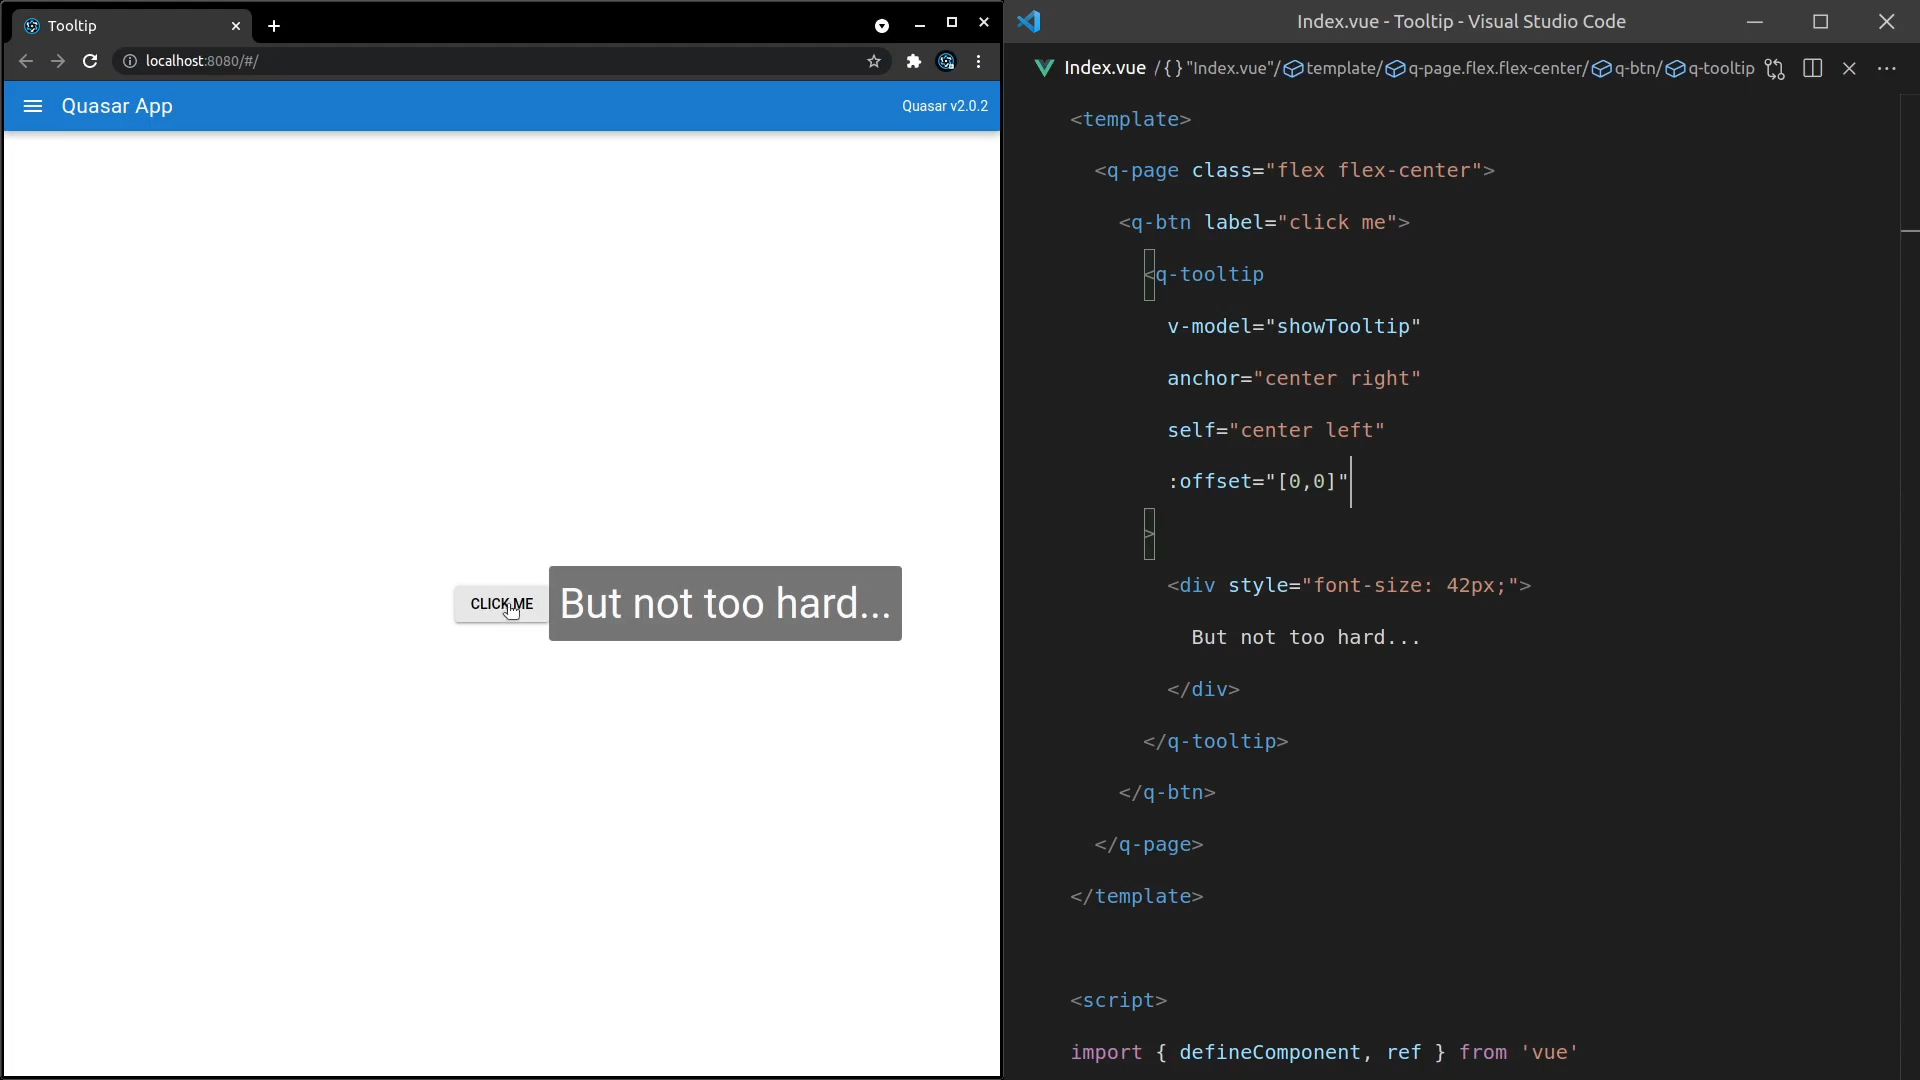 Tooltip
localhost:8080/#/
Quasar App
Quasar v2.0.2
CLICK ME
But not too hard...
Index.vue - Tooltip - Visual Studio Code
Index.vue /{ } "Index.vue"/ template/ q-page.flex.flex-center/ q-btn/ q-tooltip
<template>
<q-page class="flex flex-center">
<q-btn label="click me">
<q-tooltip
v-model="showTooltip"
anchor="center right"
self="center left"
:offset="[0,0]"
>
<div style="font-size: 42px;">
But not too hard...
</div>
</q-tooltip>
</q-btn>
</q-page>
</template>
<script>
import { defineComponent, ref } from 'vue'